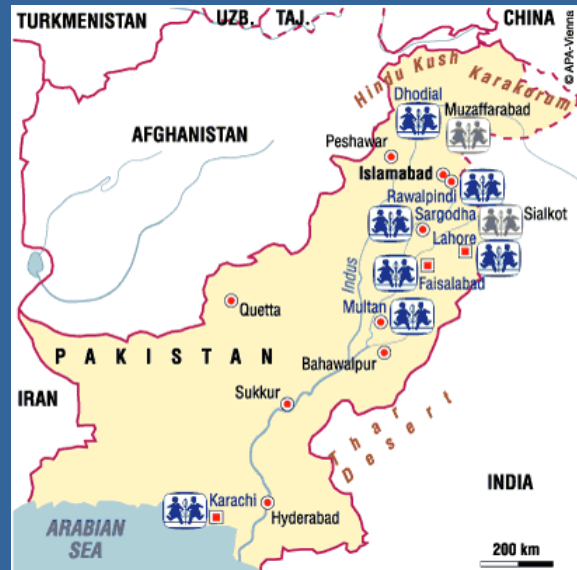 TURKMENISTAN
UZB.
TAJ.
CHINA
© APA-Vienna
Hindu Kush
Karakorum
Dhodial
Muzaffarabad
AFGHANISTAN
Peshawar
Islamabad
Rawalpindi
Sargodha
Sialkot
Lahore
Indus
Faisalabad
Quetta
Multan
PAKISTAN
Bahawalpur
IRAN
Sukkur
Thar
Desert
INDIA
Karachi
Hyderabad
ARABIAN
SEA
200 km